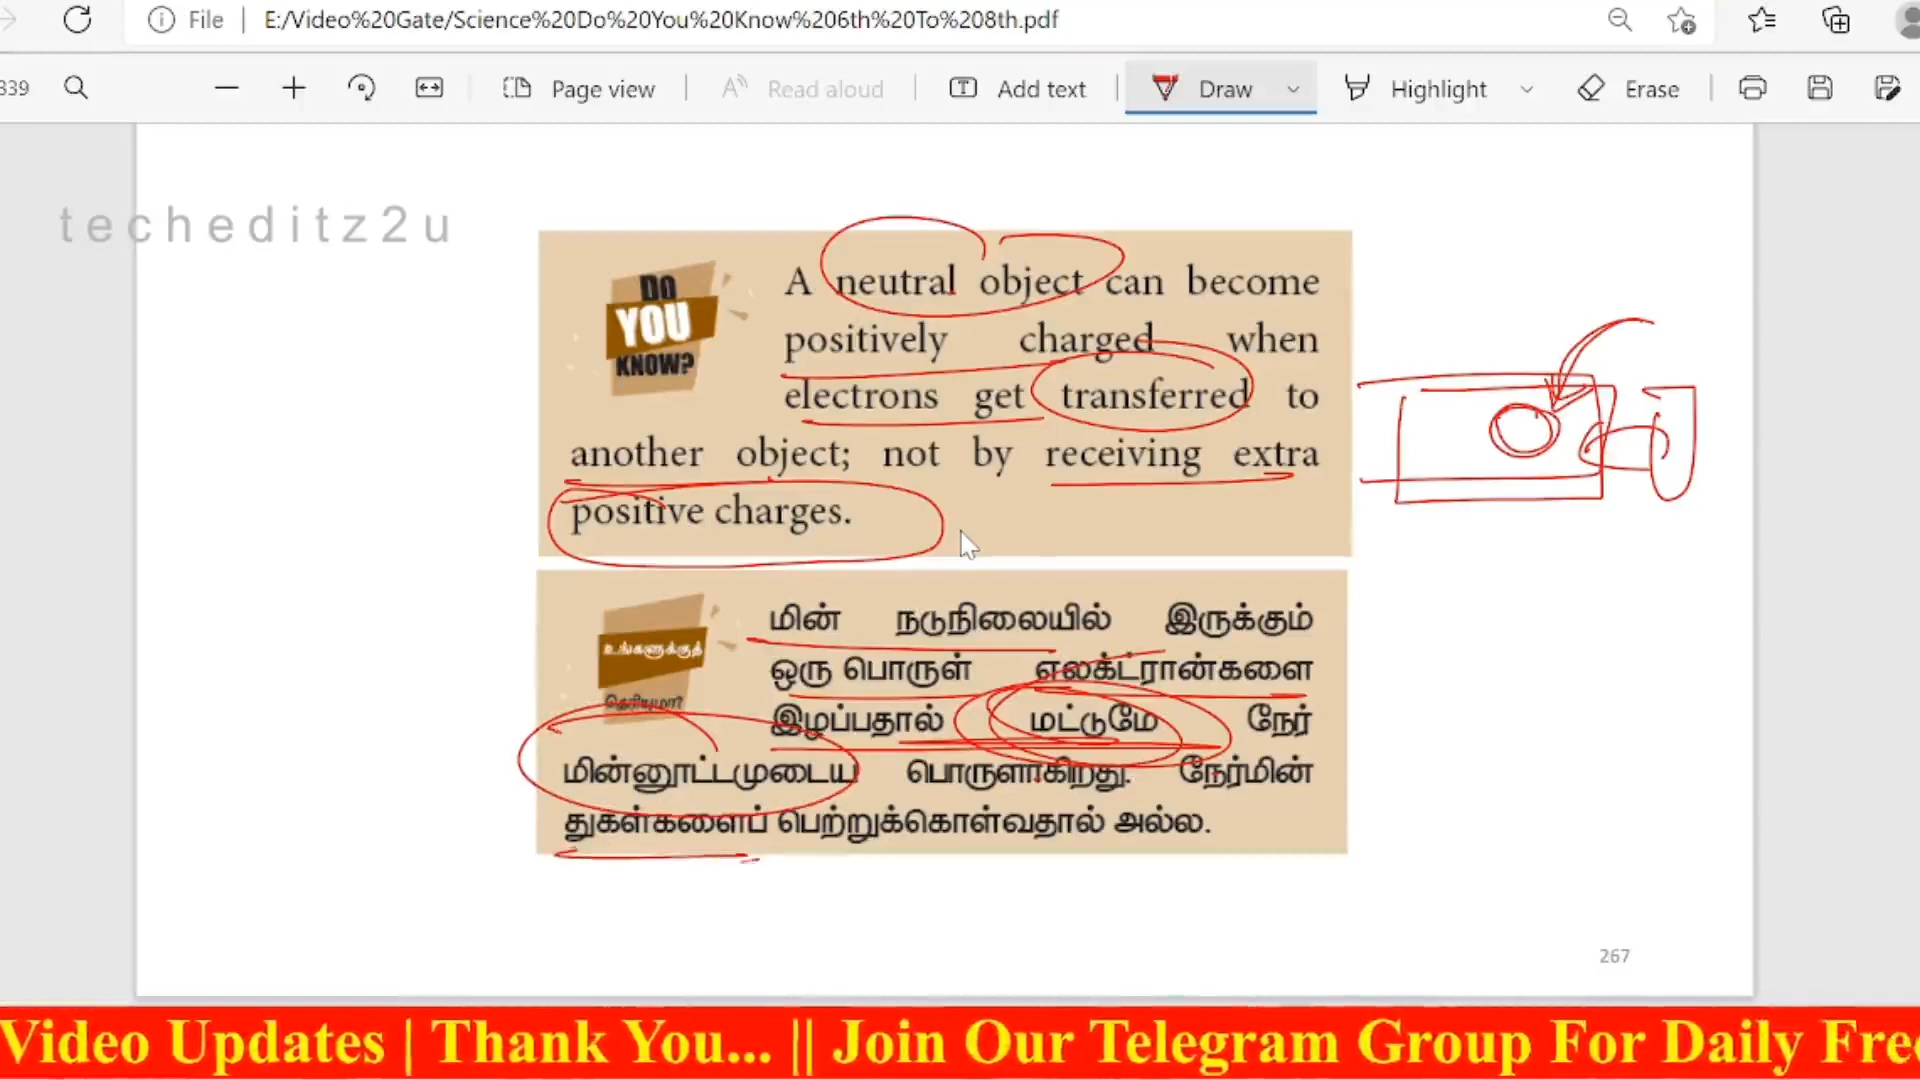 File | E:/Video%20Gate/Science%20Do%20You%20Know%206th%20To%208th.pdf
339 Page view Read aloud Add text Draw Highlight Erase
techeditz2u
DO
YOU
KNOW?
A neutral object can become
positively charged when
electrons get transferred to
another object; not by receiving extra
positive charges.
உங்களுக்குத்
தெரியுமா?
மின் நடுநிலையில் இருக்கும்
ஒரு பொருள் எலக்ட்ரான்களை
இழப்பதால் மட்டுமே நேர்
மின்னூட்டமுடைய பொருளாகிறது. நேர்மின்
துகள்களைப் பெற்றுக்கொள்வதால் அல்ல.
267
Video Updates | Thank You... || Join Our Telegram Group For Daily Fre